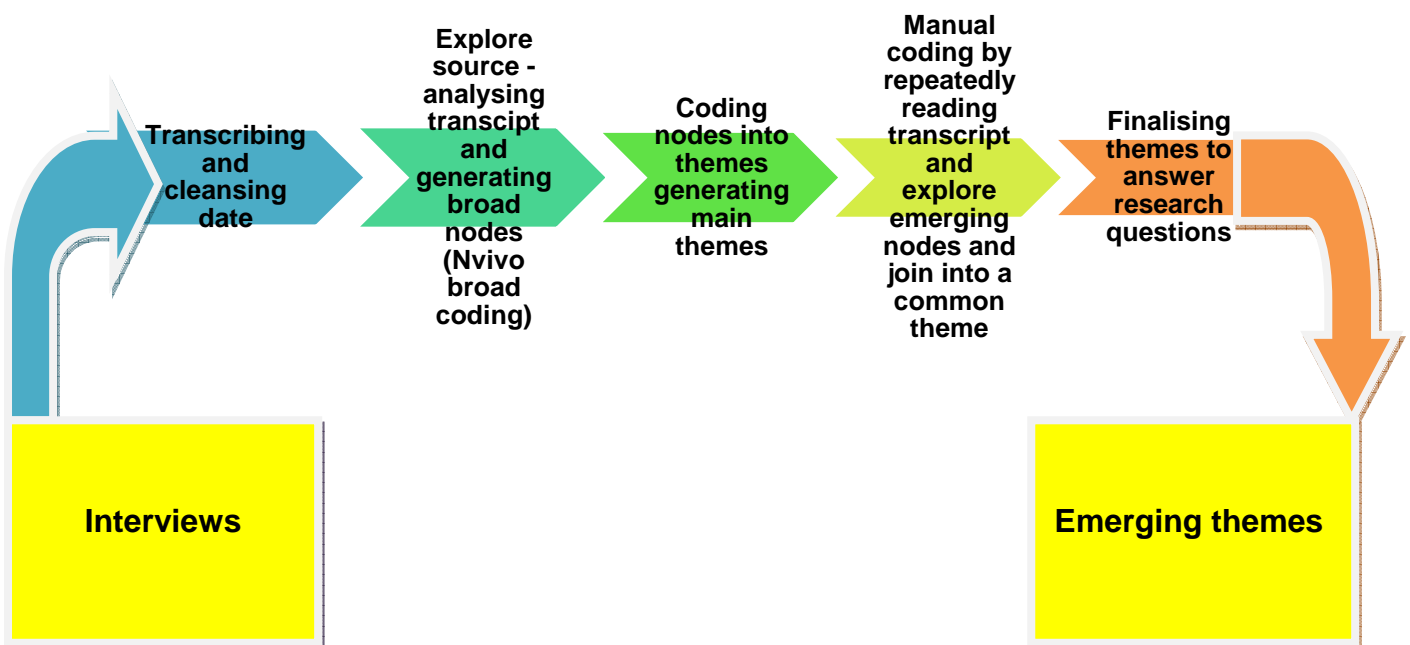 Transcribing
and
cleansing
date
Explore
source -
analysing
transcipt
and
generating
broad
nodes
(Nvivo
broad
coding)
Coding
nodes into
themes
generating
main
themes
Manual
coding by
repeatedly
reading
transcript
and
explore
emerging
nodes and
join into a
common
theme
Finalising
themes to
answer
research
questions
Interviews
Emerging themes